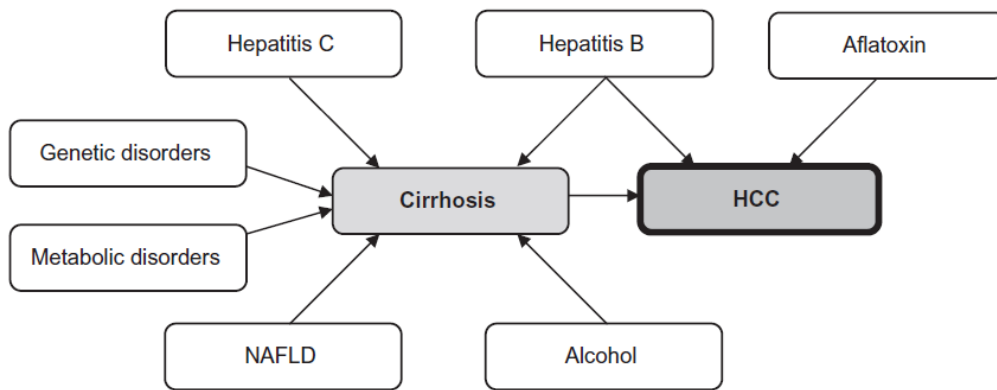 Hepatitis C
Hepatitis B
Aflatoxin
Genetic disorders
Cirrhosis
HCC
Metabolic disorders
NAFLD
Alcohol